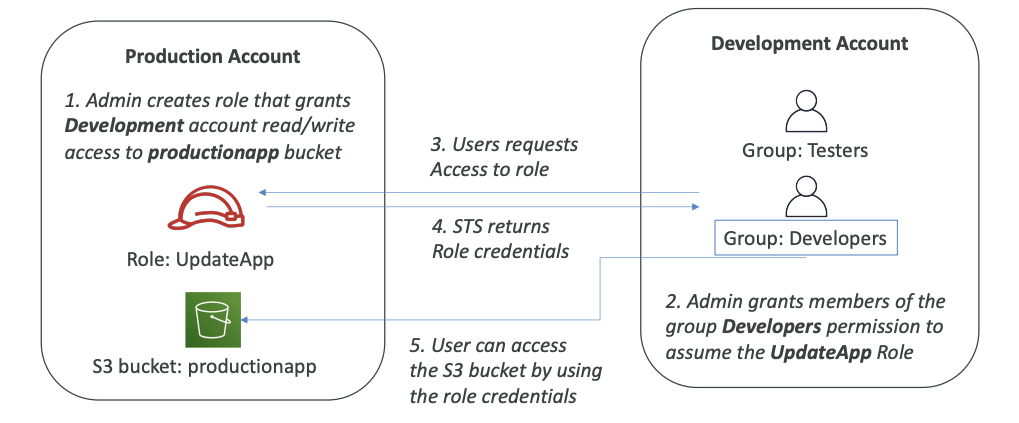 Production Account
1. Admin creates role that grants
Development account read/write
access to productionapp bucket
Role: UpdateApp
S3 bucket: productionapp
3. Users requests
Access to role
4. STS returns
Role credentials
5. User can access
the S3 bucket by using
the role credentials
Development Account
Group: Testers
Group: Developers
2. Admin grants members of the
group Developers permission to
assume the UpdateApp Role